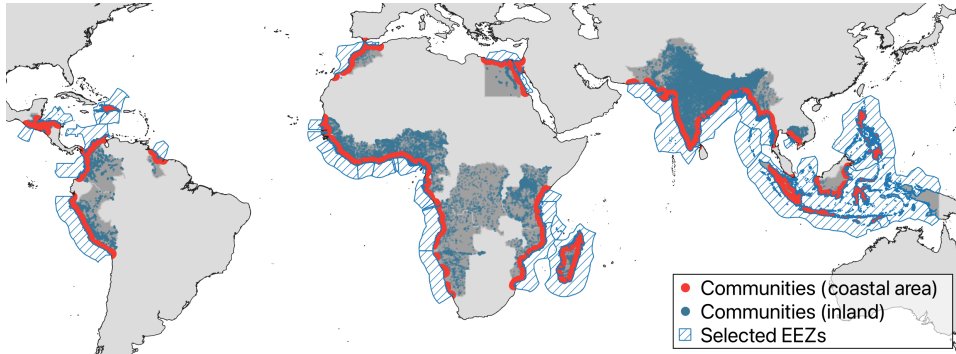 Communities (coastal area)
Communities (inland)
Selected EEZs